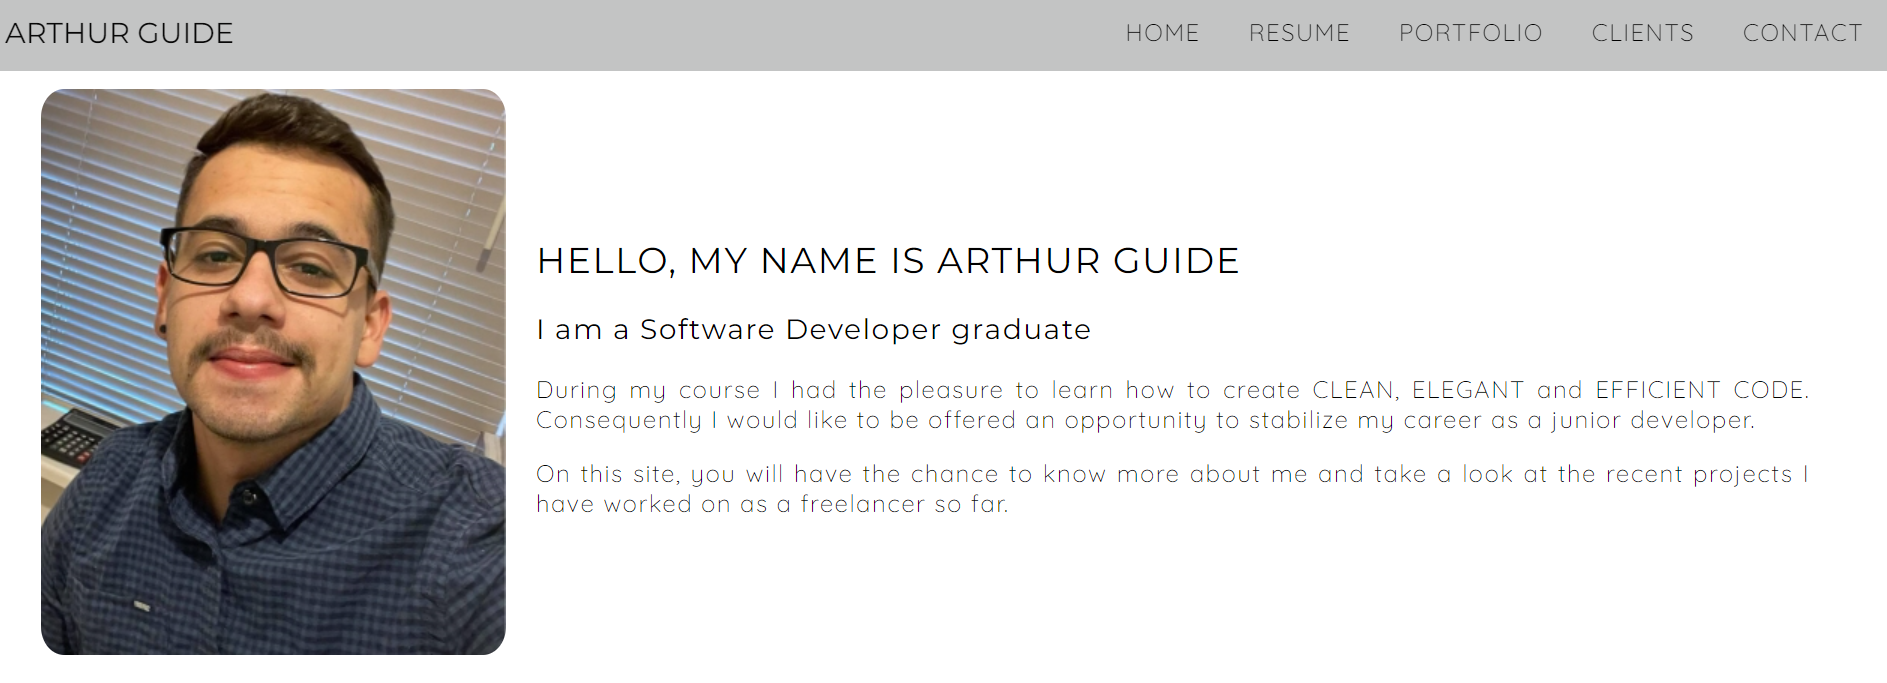 ARTHUR GUIDE
HOME RESUME PORTFOLIO CLIENTS CONTACT
HELLO, MY NAME IS ARTHUR GUIDE
I am a Software Developer graduate
During my course I had the pleasure to learn how to create CLEAN, ELEGANT and EFFICIENT CODE.
Consequently I would like to be offered an opportunity to stabilize my career as a junior developer.
On this site, you will have the chance to know more about me and take a look at the recent projects I
have worked on as a freelancer so far.